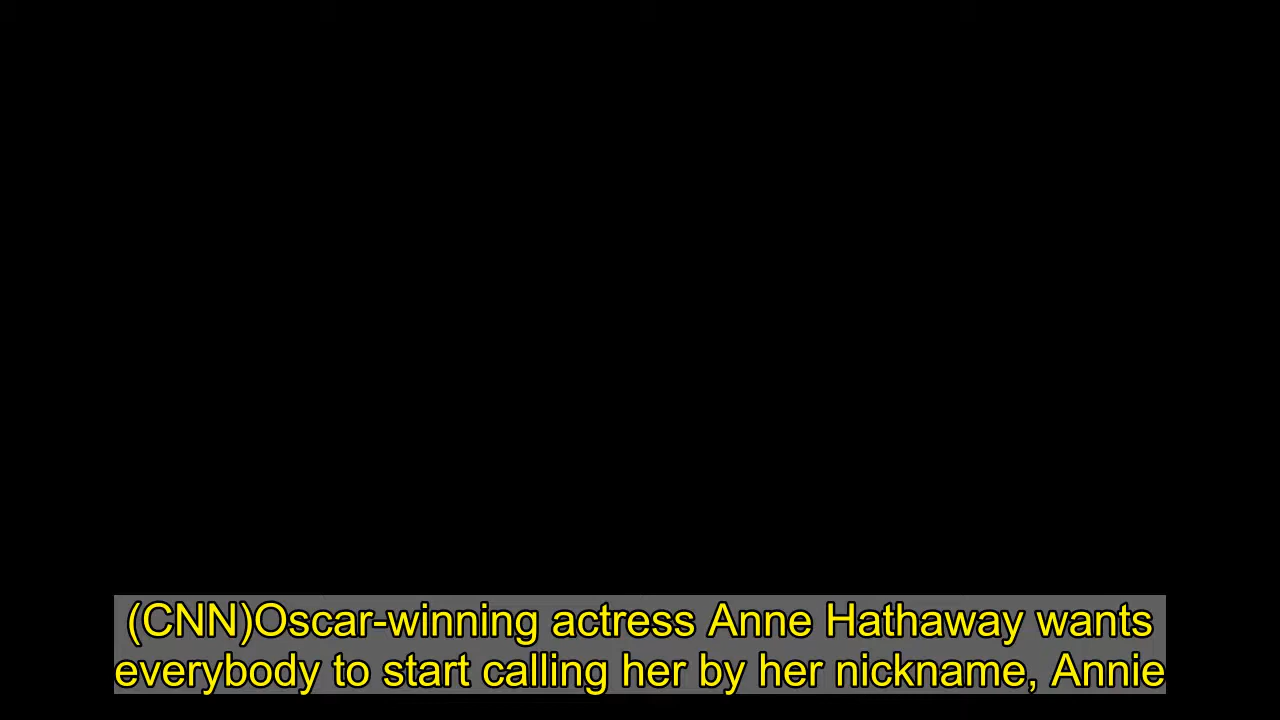 (CNN)Oscar-winning actress Anne Hathaway wants
everybody to start calling her by her nickname, Annie